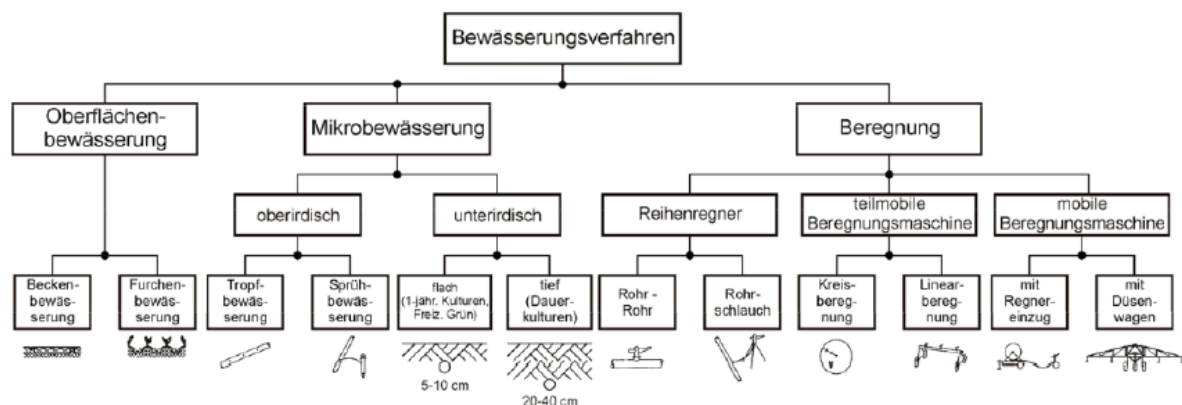 Bewässerungsverfahren
Oberflächen-
bewässerung
Mikrobewässerung
Beregnung
oberirdisch
unterirdisch
Reihenregner
teilmobile
Beregnungsmaschine
mobile
Beregnungsmaschine
Becken-
bewäs-
serung
Furchen-
bewäs-
serung
Tropf-
bewäs-
serung
Sprüh-
bewäs-
serung
flach
(1-jähr. Kulturen,
Freiz. Grün)
tief
(Dauer-
kulturen)
Rohr -
Rohr
Rohr-
schlauch
Kreis-
bereg-
nung
Linear-
bereg-
nung
mit
Regner-
einzug
mit
Düsen-
wagen
5-10 cm
20-40 cm